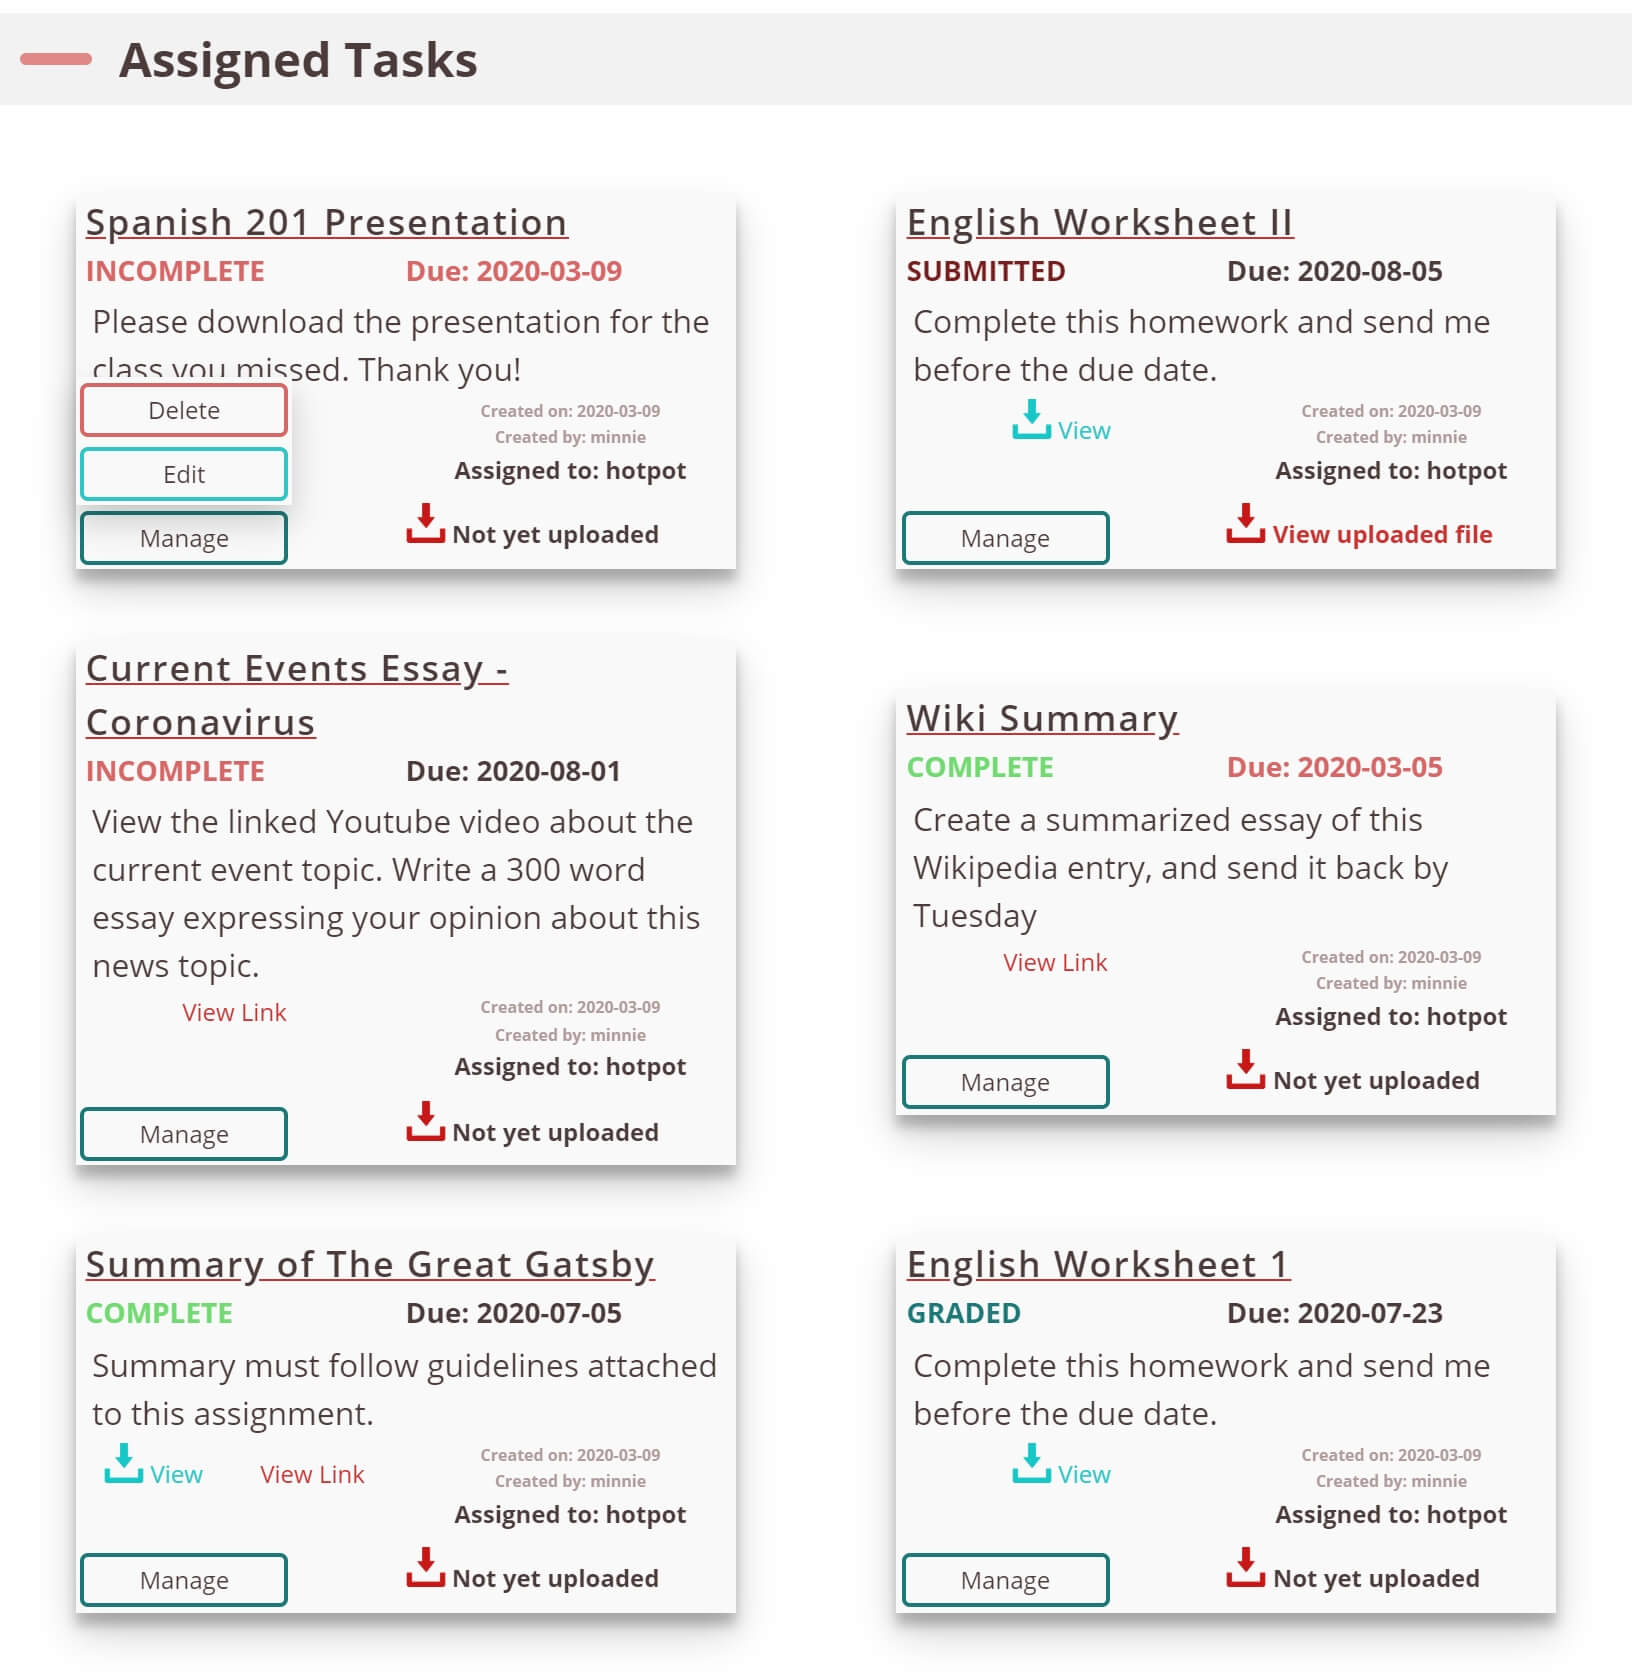 Assigned Tasks
Spanish 201 Presentation
INCOMPLETE Due: 2020-03-09
Please download the presentation for the
class you missed. Thank you!
Delete
Edit
Manage
Created on: 2020-03-09
Created by: minnie
Assigned to: hotpot
Not yet uploaded
English Worksheet II
SUBMITTED Due: 2020-08-05
Complete this homework and send me
before the due date.
View
Created on: 2020-03-09
Created by: minnie
Assigned to: hotpot
Manage
View uploaded file
Current Events Essay -
Coronavirus
INCOMPLETE Due: 2020-08-01
View the linked Youtube video about the
current event topic. Write a 300 word
essay expressing your opinion about this
news topic.
View Link
Created on: 2020-03-09
Created by: minnie
Assigned to: hotpot
Manage
Not yet uploaded
Wiki Summary
COMPLETE Due: 2020-03-05
Create a summarized essay of this
Wikipedia entry, and send it back by
Tuesday
View Link
Created on: 2020-03-09
Created by: minnie
Assigned to: hotpot
Manage
Not yet uploaded
Summary of The Great Gatsby
COMPLETE Due: 2020-07-05
Summary must follow guidelines attached
to this assignment.
View View Link
Created on: 2020-03-09
Created by: minnie
Assigned to: hotpot
Manage
Not yet uploaded
English Worksheet 1
GRADED Due: 2020-07-23
Complete this homework and send me
before the due date.
View
Created on: 2020-03-09
Created by: minnie
Assigned to: hotpot
Manage
Not yet uploaded